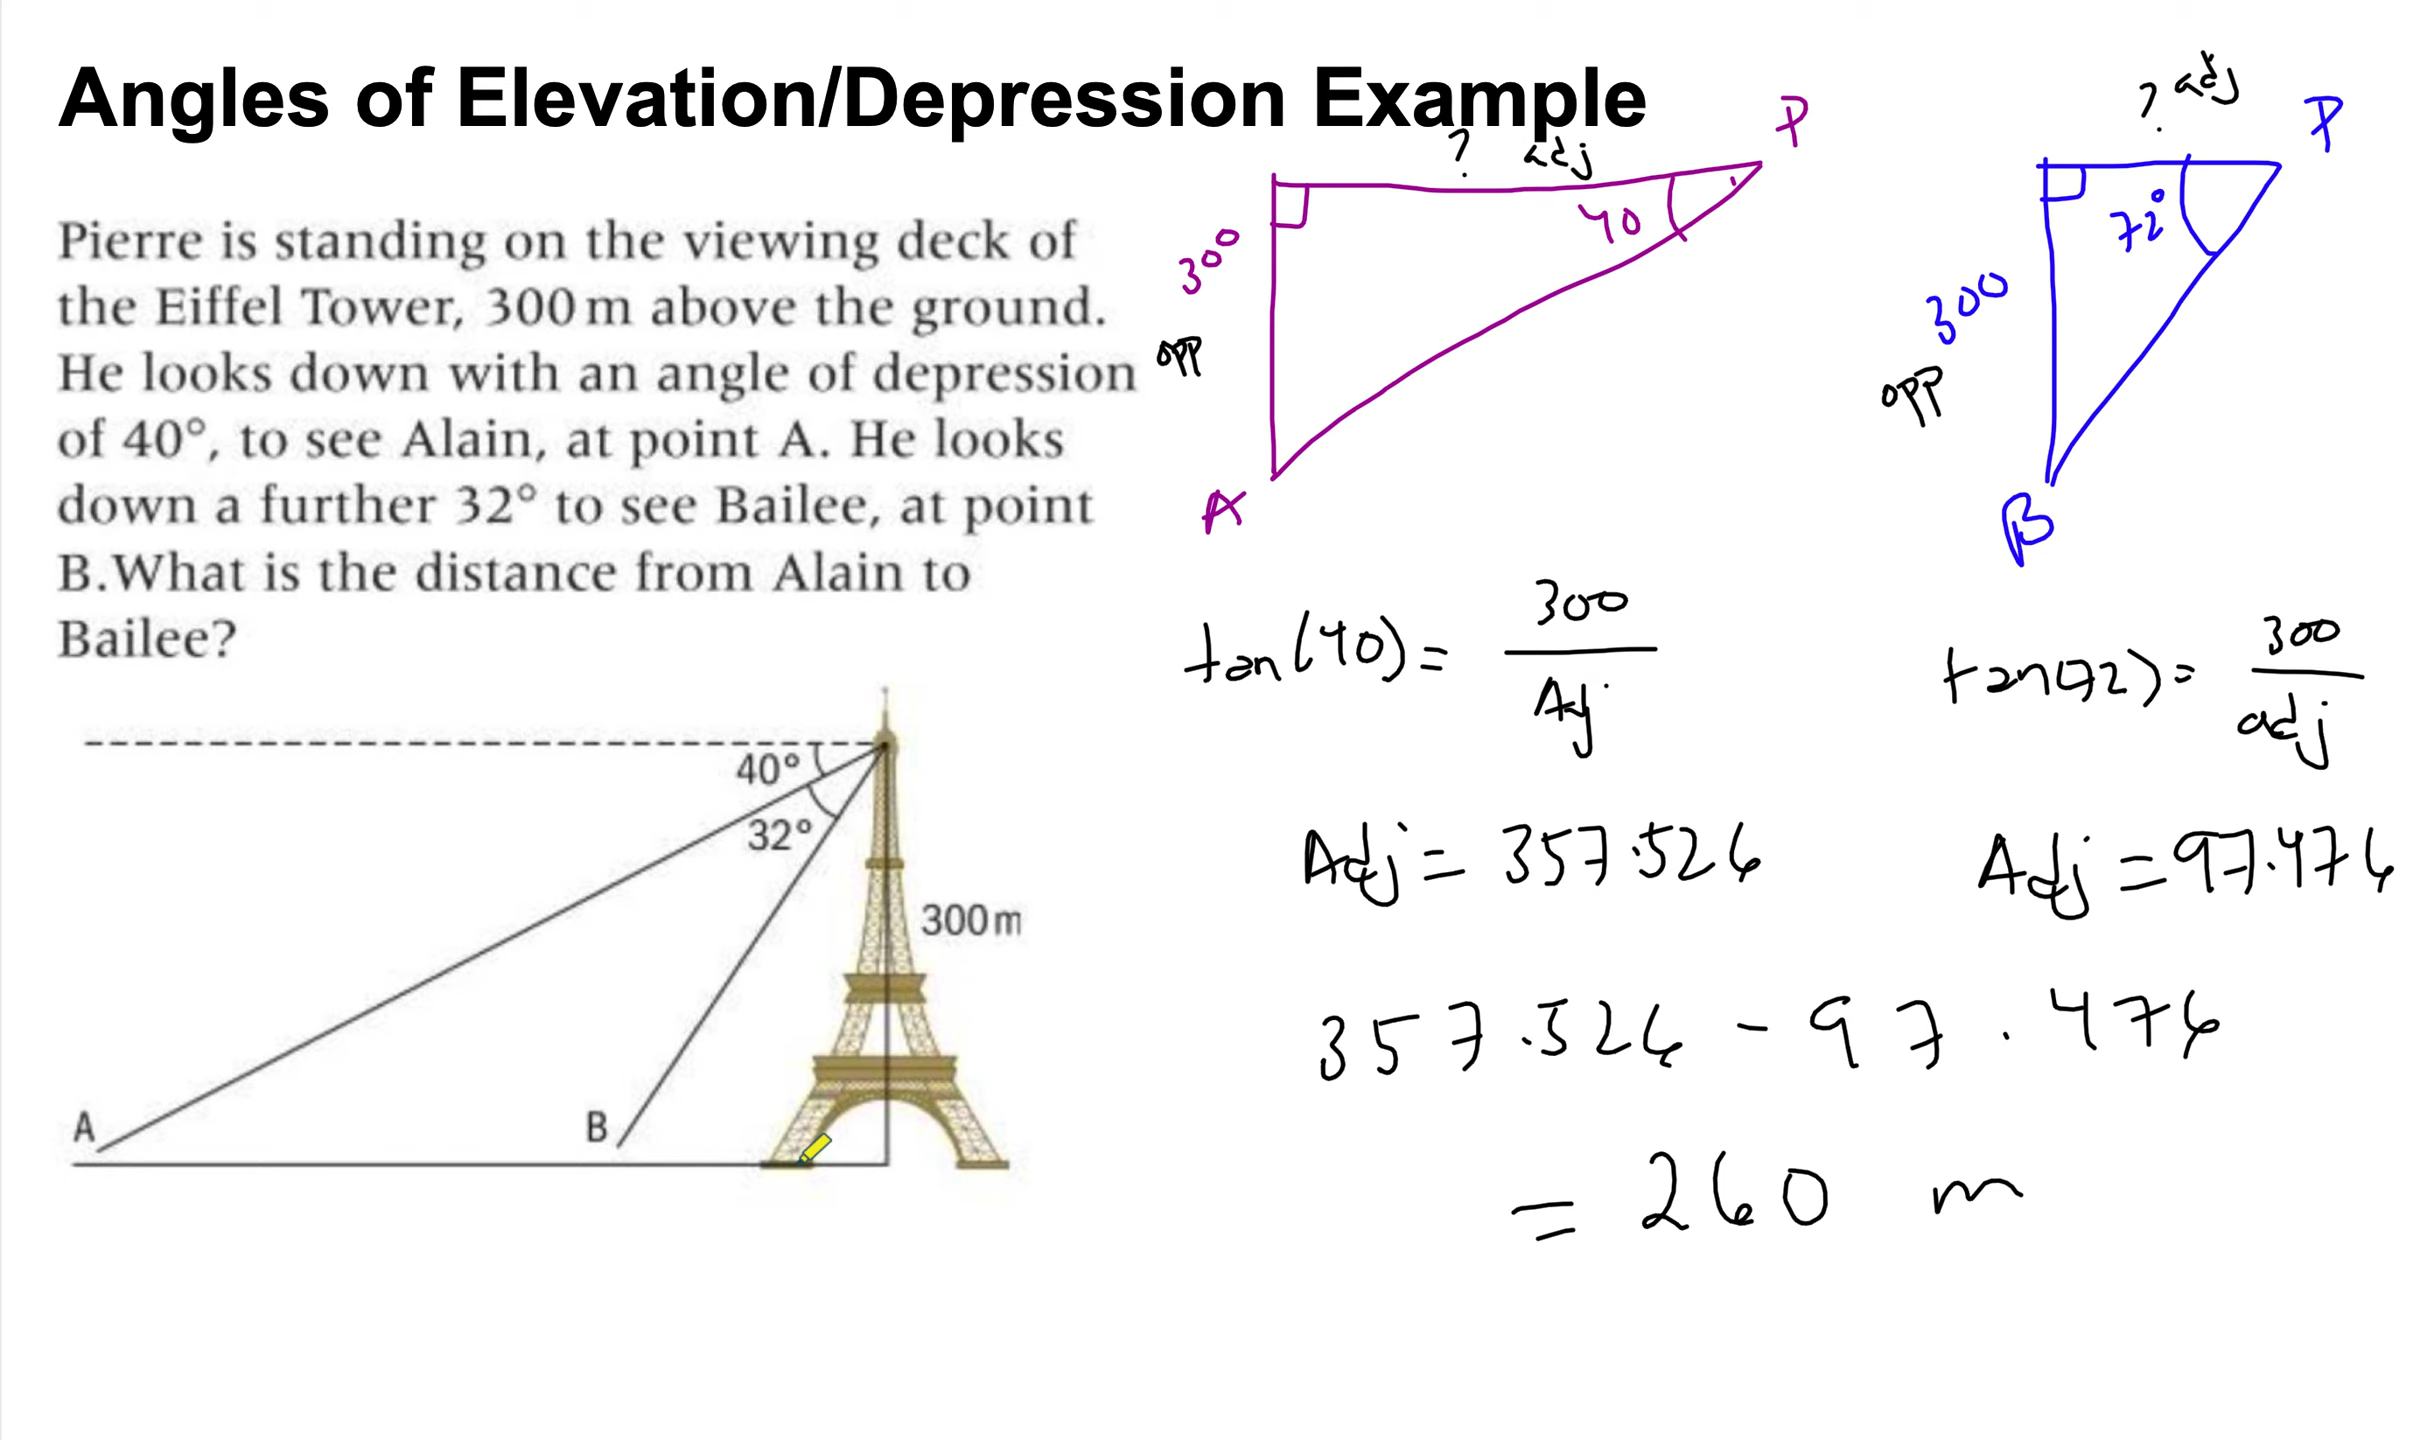 Angles of Elevation/Depression Example
Pierre is standing on the viewing deck of
the Eiffel Tower, 300 m above the ground.
He looks down with an angle of depression
of 40°, to see Alain, at point A. He looks
down a further 32° to see Bailee, at point
B.What is the distance from Alain to
Bailee?
40°
32°
300 m
A
B
? adj
P
40
300
opp
A
? adj
P
72°
300
opp
B
tan(40) = 300 / Adj
tan(72) = 300 / adj
Adj = 357.526
Adj = 97.476
357.526 - 97.476
= 260 m